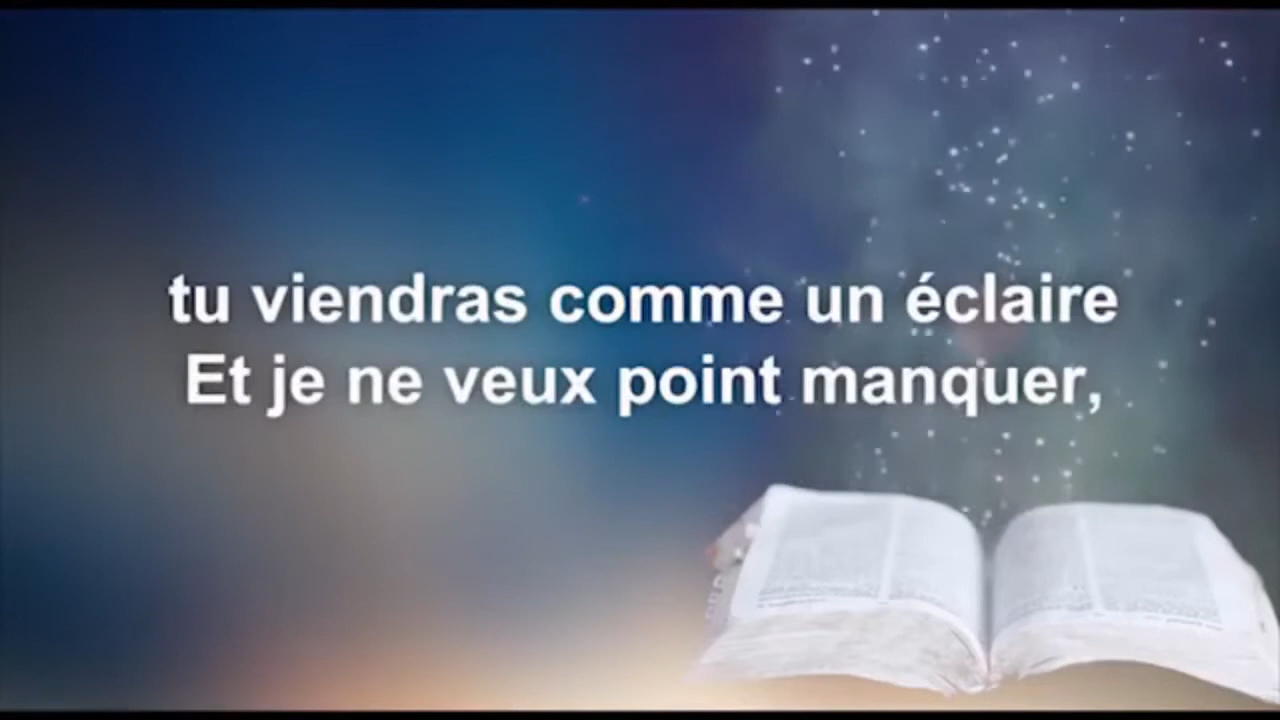 tu viendras comme un éclaire
Et je ne veux point manquer,